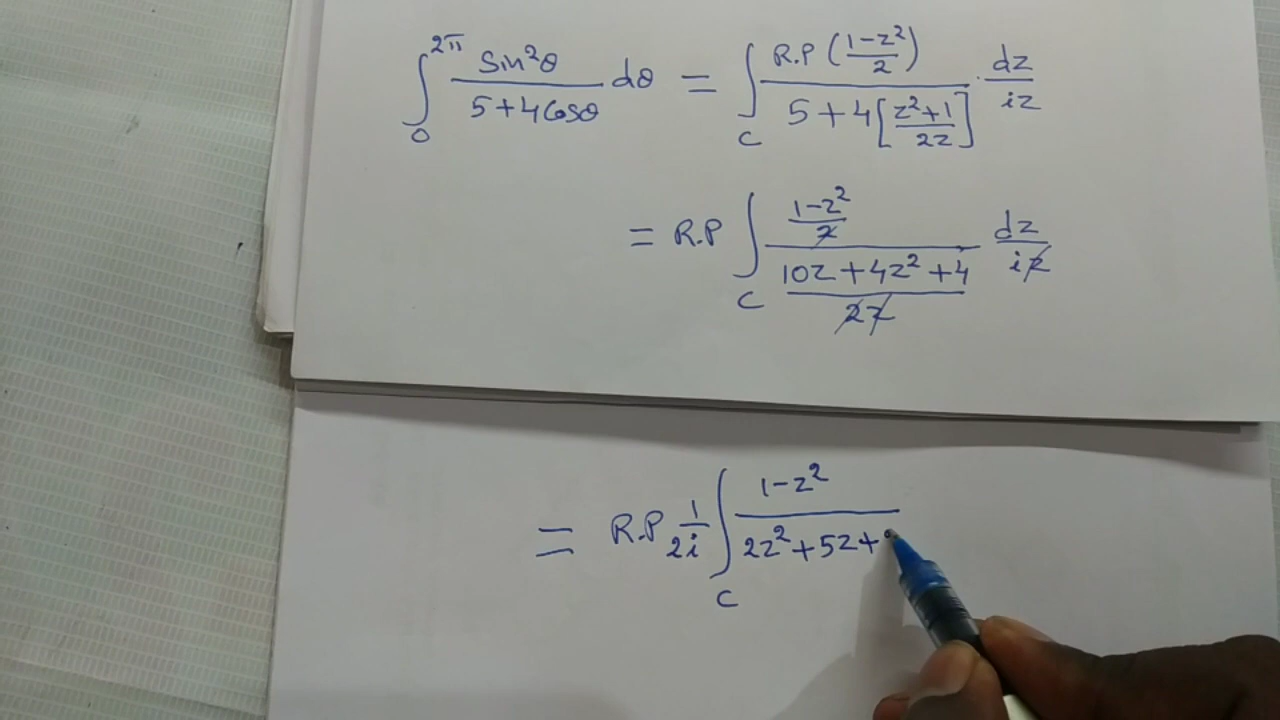 ∫₀^{2π} Sin²θ / (5+4Cosθ) dθ = ∫_C R.P((1-z²)/2) / (5+4[(z²+1)/2z]) · dz/iz
= R.P ∫_C ((1-z²)/2) / ((10z+4z²+4)/2z) dz/iz
= R.P 1/2i ∫_C (1-z²) / (2z²+5z+